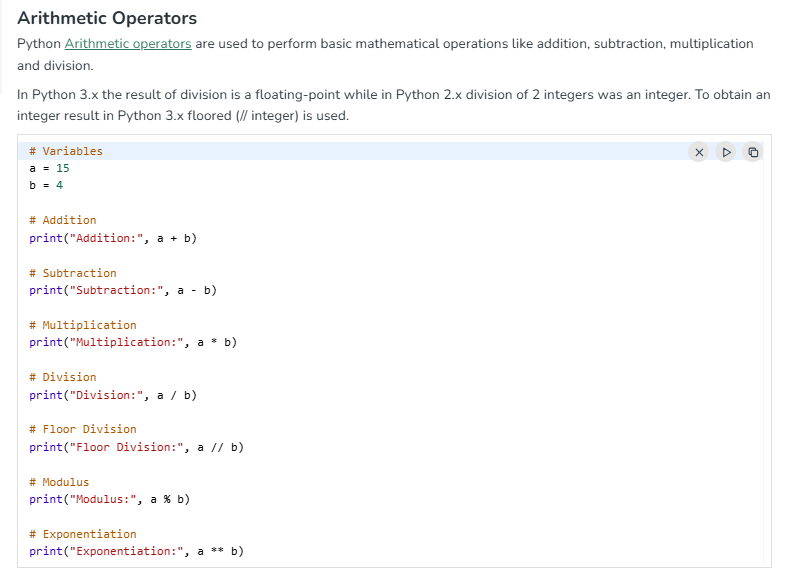 Arithmetic Operators
Python Arithmetic operators are used to perform basic mathematical operations like addition, subtraction, multiplication
and division.
In Python 3.x the result of division is a floating-point while in Python 2.x division of 2 integers was an integer. To obtain an
integer result in Python 3.x floored (// integer) is used.
# Variables
a = 15
b = 4
# Addition
print("Addition:", a + b)
# Subtraction
print("Subtraction:", a - b)
# Multiplication
print("Multiplication:", a * b)
# Division
print("Division:", a / b)
# Floor Division
print("Floor Division:", a // b)
# Modulus
print("Modulus:", a % b)
# Exponentiation
print("Exponentiation:", a ** b)